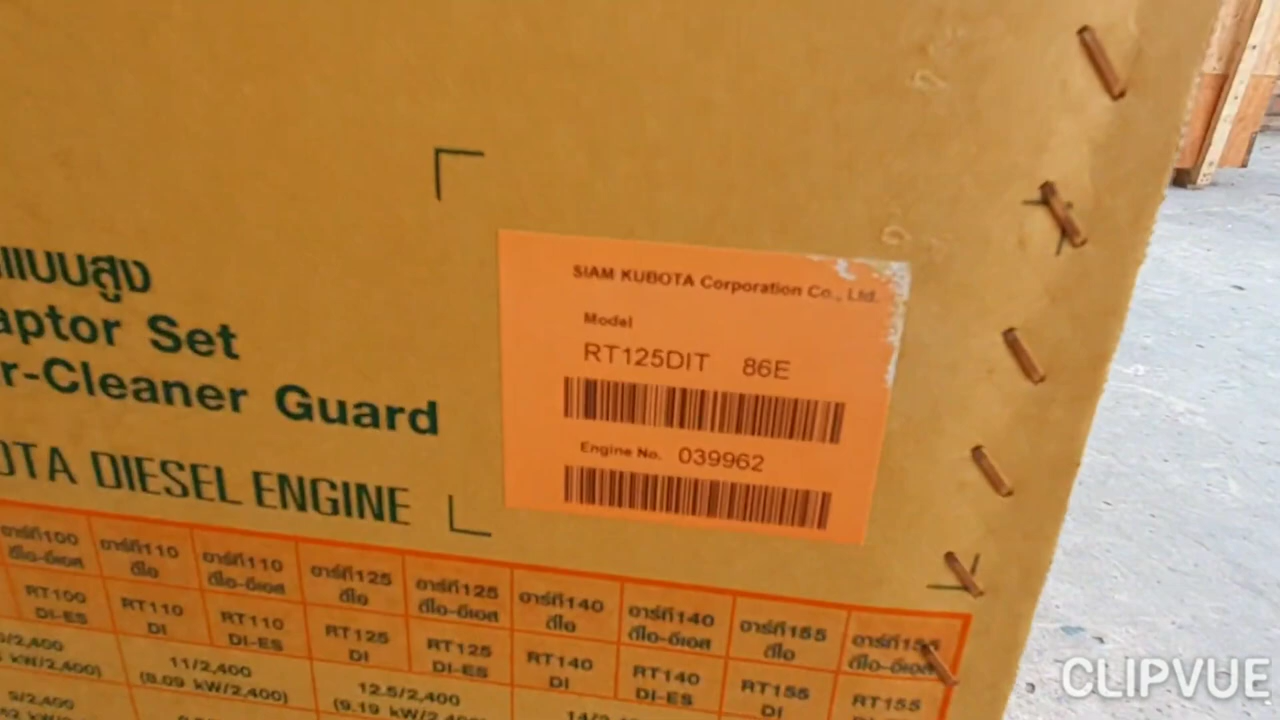 แบบสูง
aptor Set
r-Cleaner Guard
OTA DIESEL ENGINE
SIAM KUBOTA Corporation Co., Ltd.
Model
RT125DIT 86E
Engine No. 039962
อาร์ที100 อาร์ที110 อาร์ที110 อาร์ที125 อาร์ที125 อาร์ที140 อาร์ที140 อาร์ที155 อาร์ที155
ดีไอ-อีเอส ดีไอ ดีไอ-อีเอส ดีไอ ดีไอ-อีเอส ดีไอ ดีไอ-อีเอส ดีไอ ดีไอ-อีเอส
RT100 RT110 RT110 RT125 RT125 RT140 RT140 RT155 RT155
DI-ES DI DI-ES DI DI-ES DI DI-ES DI
/2,400 11/2,400 12.5/2,400
kW/2,400) (8.09 kW/2,400) (9.19 kW/2,400)
CLIPVUE